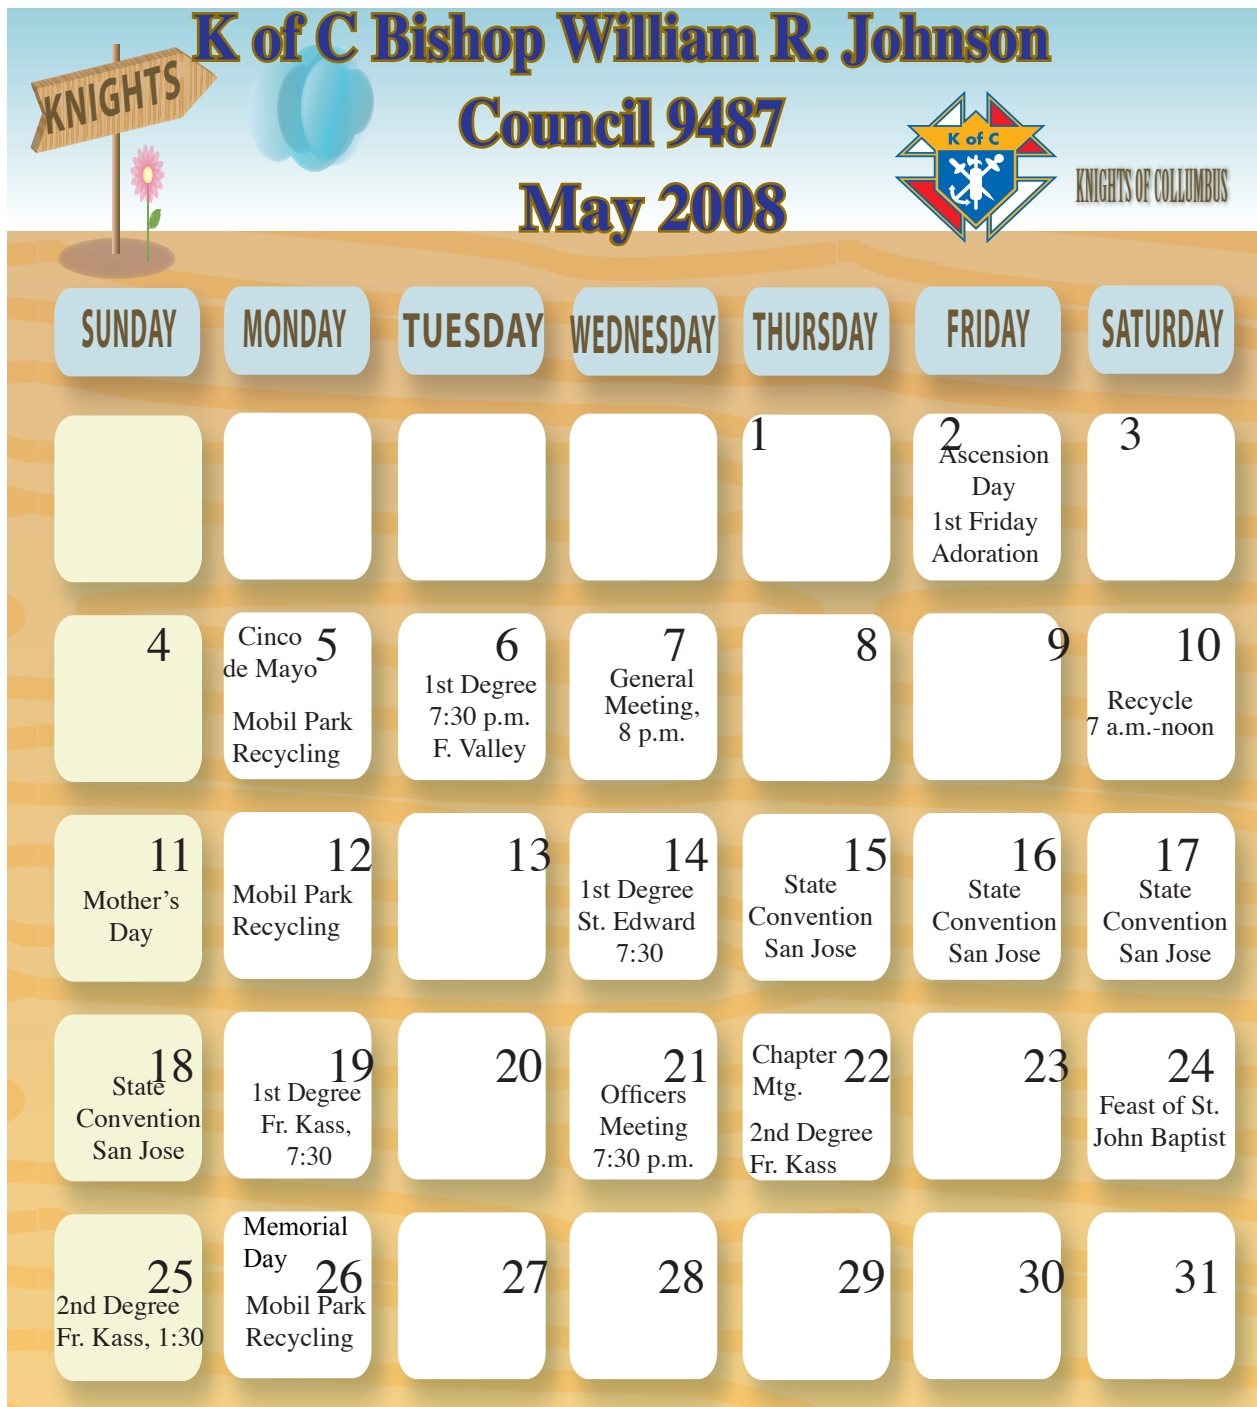 K of C Bishop William R. Johnson
Council 9487
May 2008
KNIGHTS
K of C
KNIGHTS OF COLLUMBUS
SUNDAY MONDAY TUESDAY WEDNESDAY THURSDAY FRIDAY SATURDAY
1
2
Ascension
Day
1st Friday
Adoration
3
4
Cinco
de Mayo
5
Mobil Park
Recycling
6
1st Degree
7:30 p.m.
F. Valley
7
General
Meeting,
8 p.m.
8
9
10
Recycle
7 a.m.-noon
11
Mother's
Day
12
Mobil Park
Recycling
13
14
1st Degree
St. Edward
7:30
15
State
Convention
San Jose
16
State
Convention
San Jose
17
State
Convention
San Jose
18
State
Convention
San Jose
19
1st Degree
Fr. Kass,
7:30
20
21
Officers
Meeting
7:30 p.m.
Chapter
Mtg.
22
2nd Degree
Fr. Kass
23
24
Feast of St.
John Baptist
25
2nd Degree
Fr. Kass, 1:30
Memorial
Day
26
Mobil Park
Recycling
27
28
29
30
31